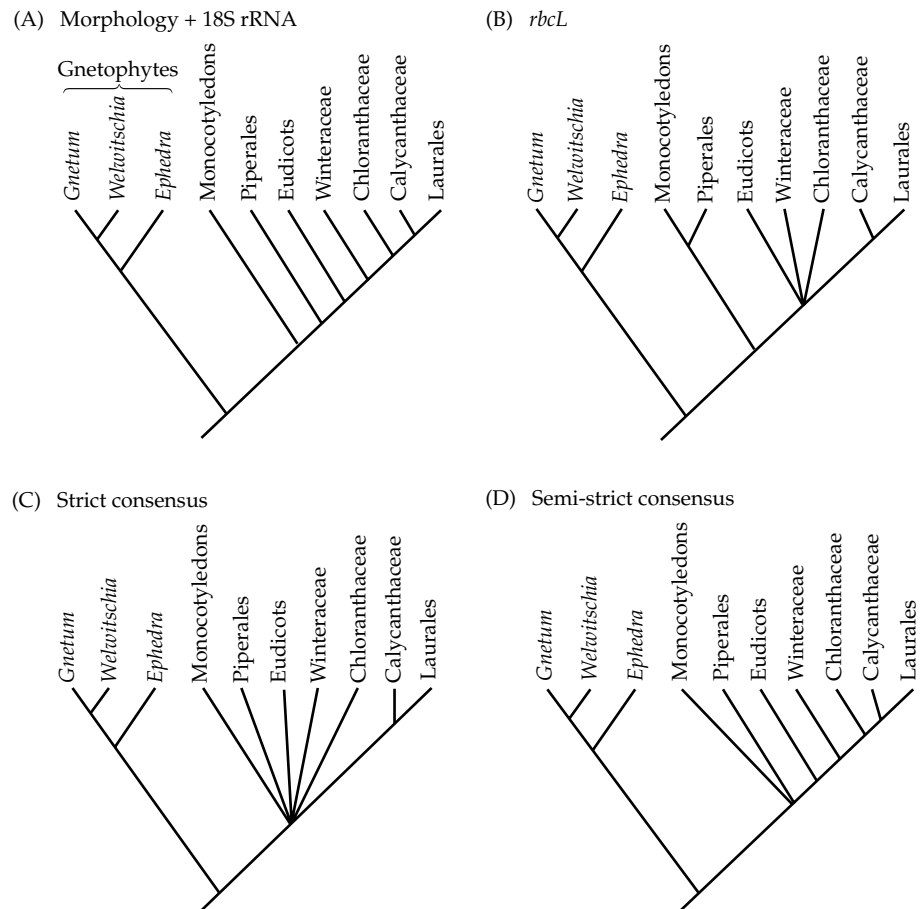 (A) Morphology + 18S rRNA
Gnetophytes
Gnetum
Welwitschia
Ephedra
Monocotyledons
Piperales
Eudicots
Winteraceae
Chloranthaceae
Calycanthaceae
Laurales
(B) rbcL
Gnetum
Welwitschia
Ephedra
Monocotyledons
Piperales
Eudicots
Winteraceae
Chloranthaceae
Calycanthaceae
Laurales
(C) Strict consensus
Gnetum
Welwitschia
Ephedra
Monocotyledons
Piperales
Eudicots
Winteraceae
Chloranthaceae
Calycanthaceae
Laurales
(D) Semi-strict consensus
Gnetum
Welwitschia
Ephedra
Monocotyledons
Piperales
Eudicots
Winteraceae
Chloranthaceae
Calycanthaceae
Laurales